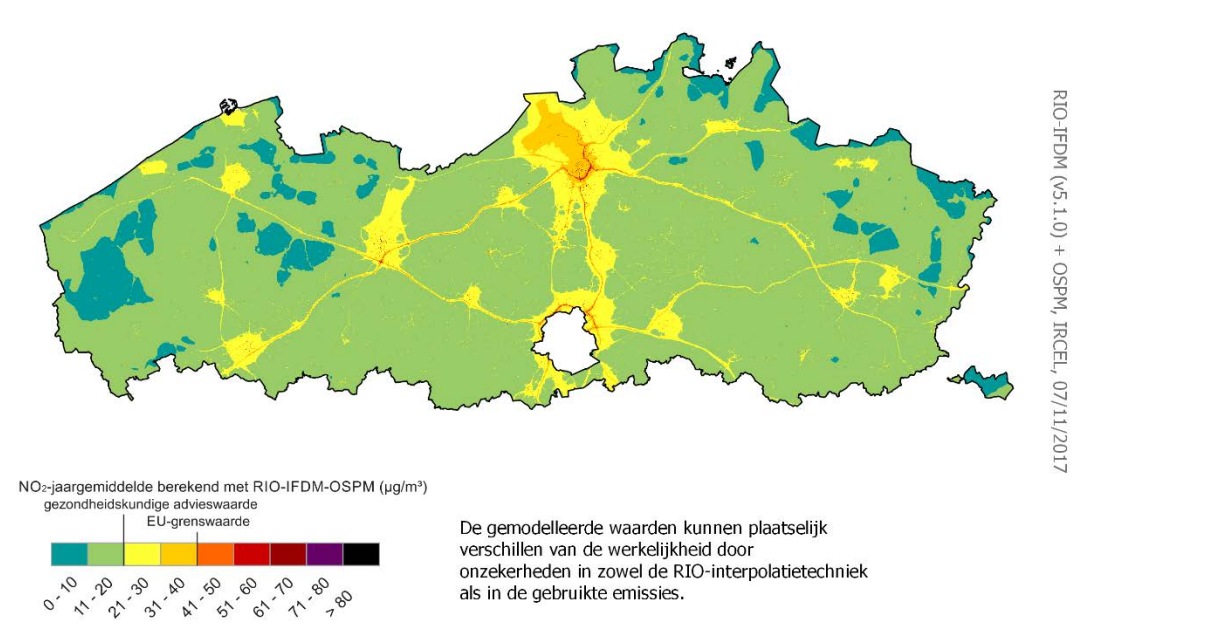 RIO-IFDM (v5.1.0) + OSPM, IRCEL, 07/11/2017
NO₂-jaargemiddelde berekend met RIO-IFDM-OSPM (µg/m³)
gezondheidskundige advieswaarde
EU-grenswaarde
0 - 10
11 - 20
21 - 30
31 - 40
41 - 50
51 - 60
61 - 70
71 - 80
> 80
De gemodelleerde waarden kunnen plaatselijk
verschillen van de werkelijkheid door
onzekerheden in zowel de RIO-interpolatietechniek
als in de gebruikte emissies.